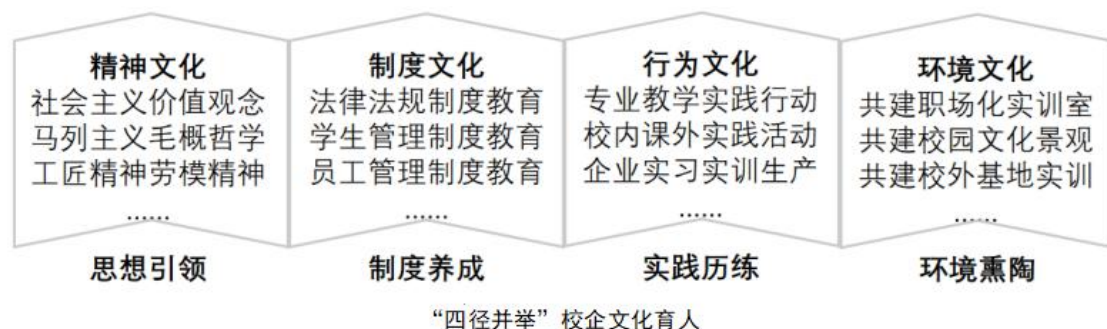 精神文化
社会主义价值观念
马列主义毛概哲学
工匠精神劳模精神
......
思想引领
制度文化
法律法规制度教育
学生管理制度教育
员工管理制度教育
......
制度养成
行为文化
专业教学实践行动
校内课外实践活动
企业实习实训生产
......
实践历练
环境文化
共建职场化实训室
共建校园文化景观
共建校外基地实训
......
环境熏陶
“四径并举”校企文化育人